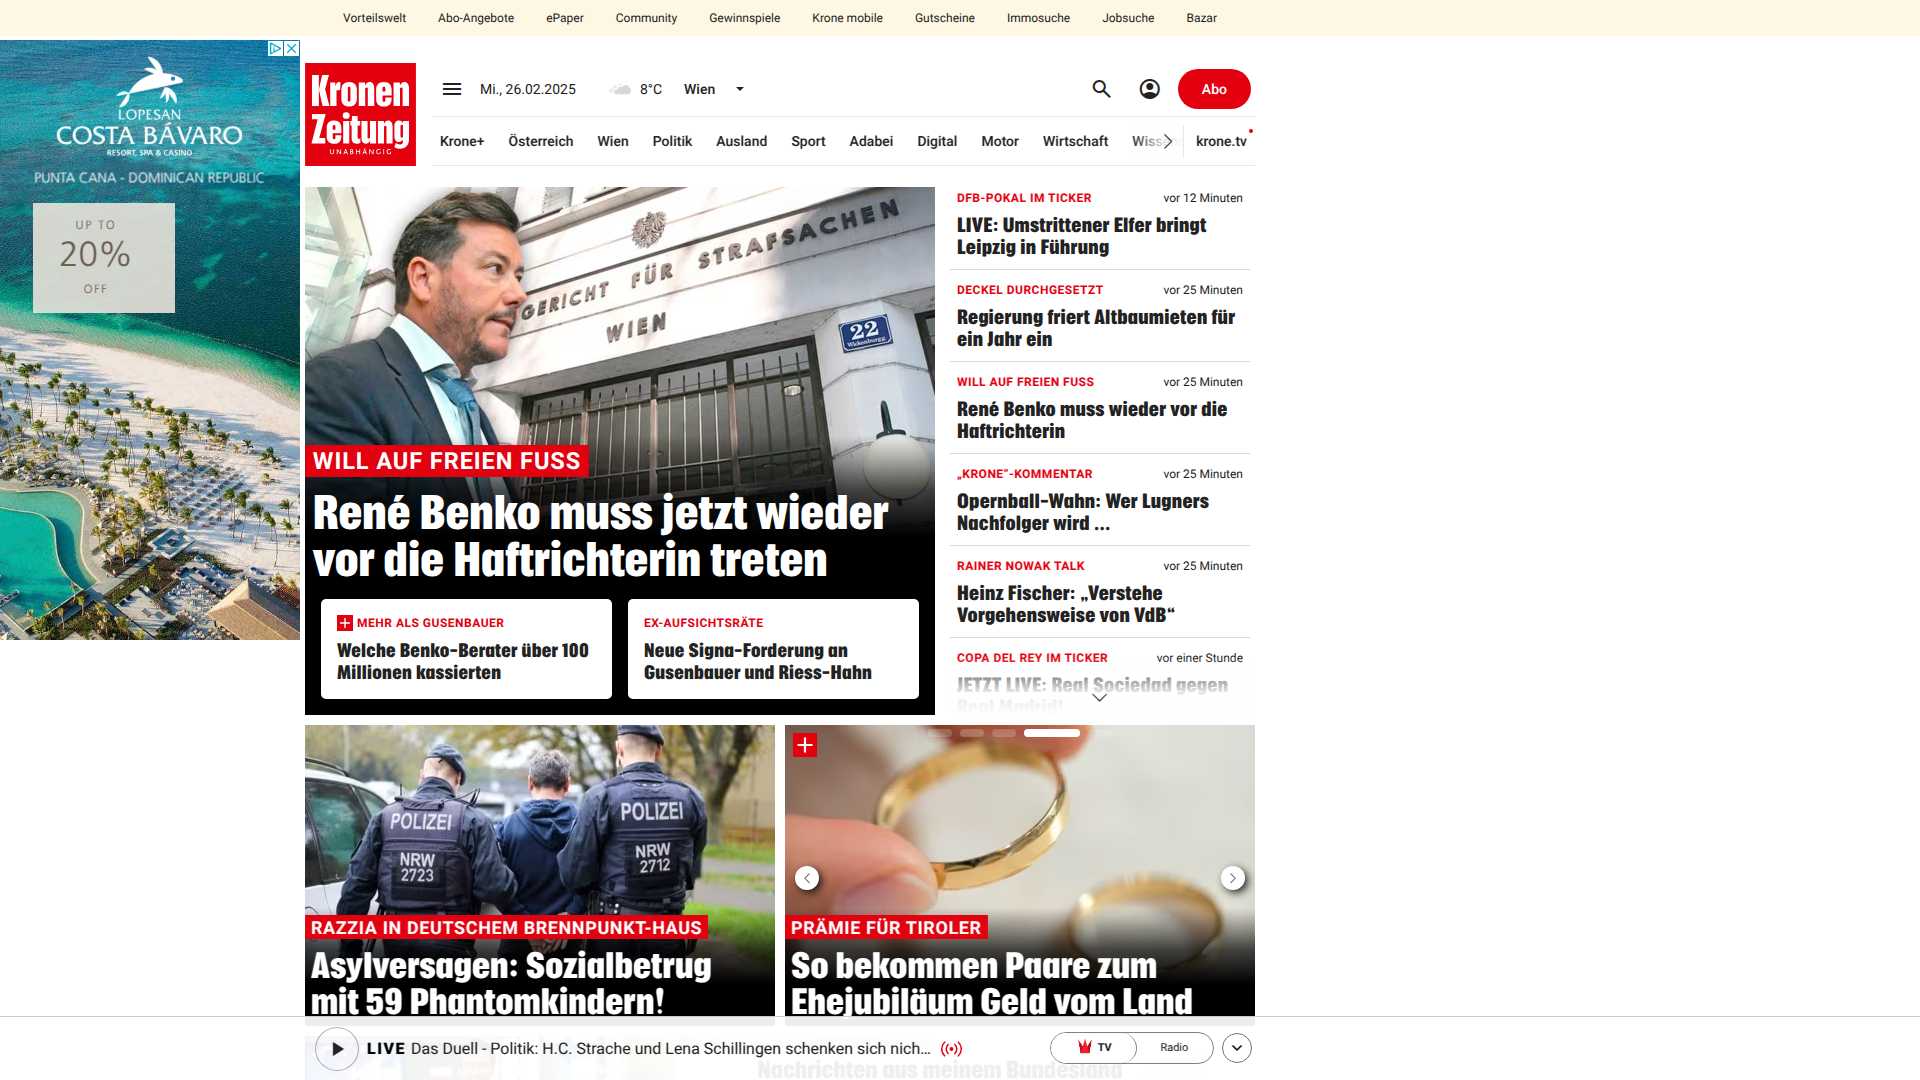 Vorteilswelt Abo-Angebote ePaper Community Gewinnspiele Krone mobile Gutscheine Immosuche Jobsuche Bazar
LOPESAN
COSTA BÁVARO
RESORT, SPA & CASINO
PUNTA CANA - DOMINICAN REPUBLIC
UP TO
20%
OFF
Kronen
Zeitung
UNABHÄNGIG
Mi., 26.02.2025 8°C Wien
Abo
Krone+ Österreich Wien Politik Ausland Sport Adabei Digital Motor Wirtschaft Wiss krone.tv
GERICHT FÜR STRAFSACHEN
WIEN
22
Wickenburgg
WILL AUF FREIEN FUSS
René Benko muss jetzt wieder
vor die Haftrichterin treten
MEHR ALS GUSENBAUER
Welche Benko-Berater über 100
Millionen kassierten
EX-AUFSICHTSRÄTE
Neue Signa-Forderung an
Gusenbauer und Riess-Hahn
DFB-POKAL IM TICKER vor 12 Minuten
LIVE: Umstrittener Elfer bringt
Leipzig in Führung
DECKEL DURCHGESETZT vor 25 Minuten
Regierung friert Altbaumieten für
ein Jahr ein
WILL AUF FREIEN FUSS vor 25 Minuten
René Benko muss wieder vor die
Haftrichterin
„KRONE“-KOMMENTAR vor 25 Minuten
Opernball-Wahn: Wer Lugners
Nachfolger wird ...
RAINER NOWAK TALK vor 25 Minuten
Heinz Fischer: „Verstehe
Vorgehensweise von VdB“
COPA DEL REY IM TICKER vor einer Stunde
JETZT LIVE: Real Sociedad gegen
Real Madrid!
POLIZEI
NRW
2723
POLIZEI
NRW
2712
RAZZIA IN DEUTSCHEM BRENNPUNKT-HAUS
Asylversagen: Sozialbetrug
mit 59 Phantomkindern!
PRÄMIE FÜR TIROLER
So bekommen Paare zum
Ehejubiläum Geld vom Land
LIVE Das Duell - Politik: H.C. Strache und Lena Schillingen schenken sich nich...
TV Radio
Nachrichten aus meinem Bundesland